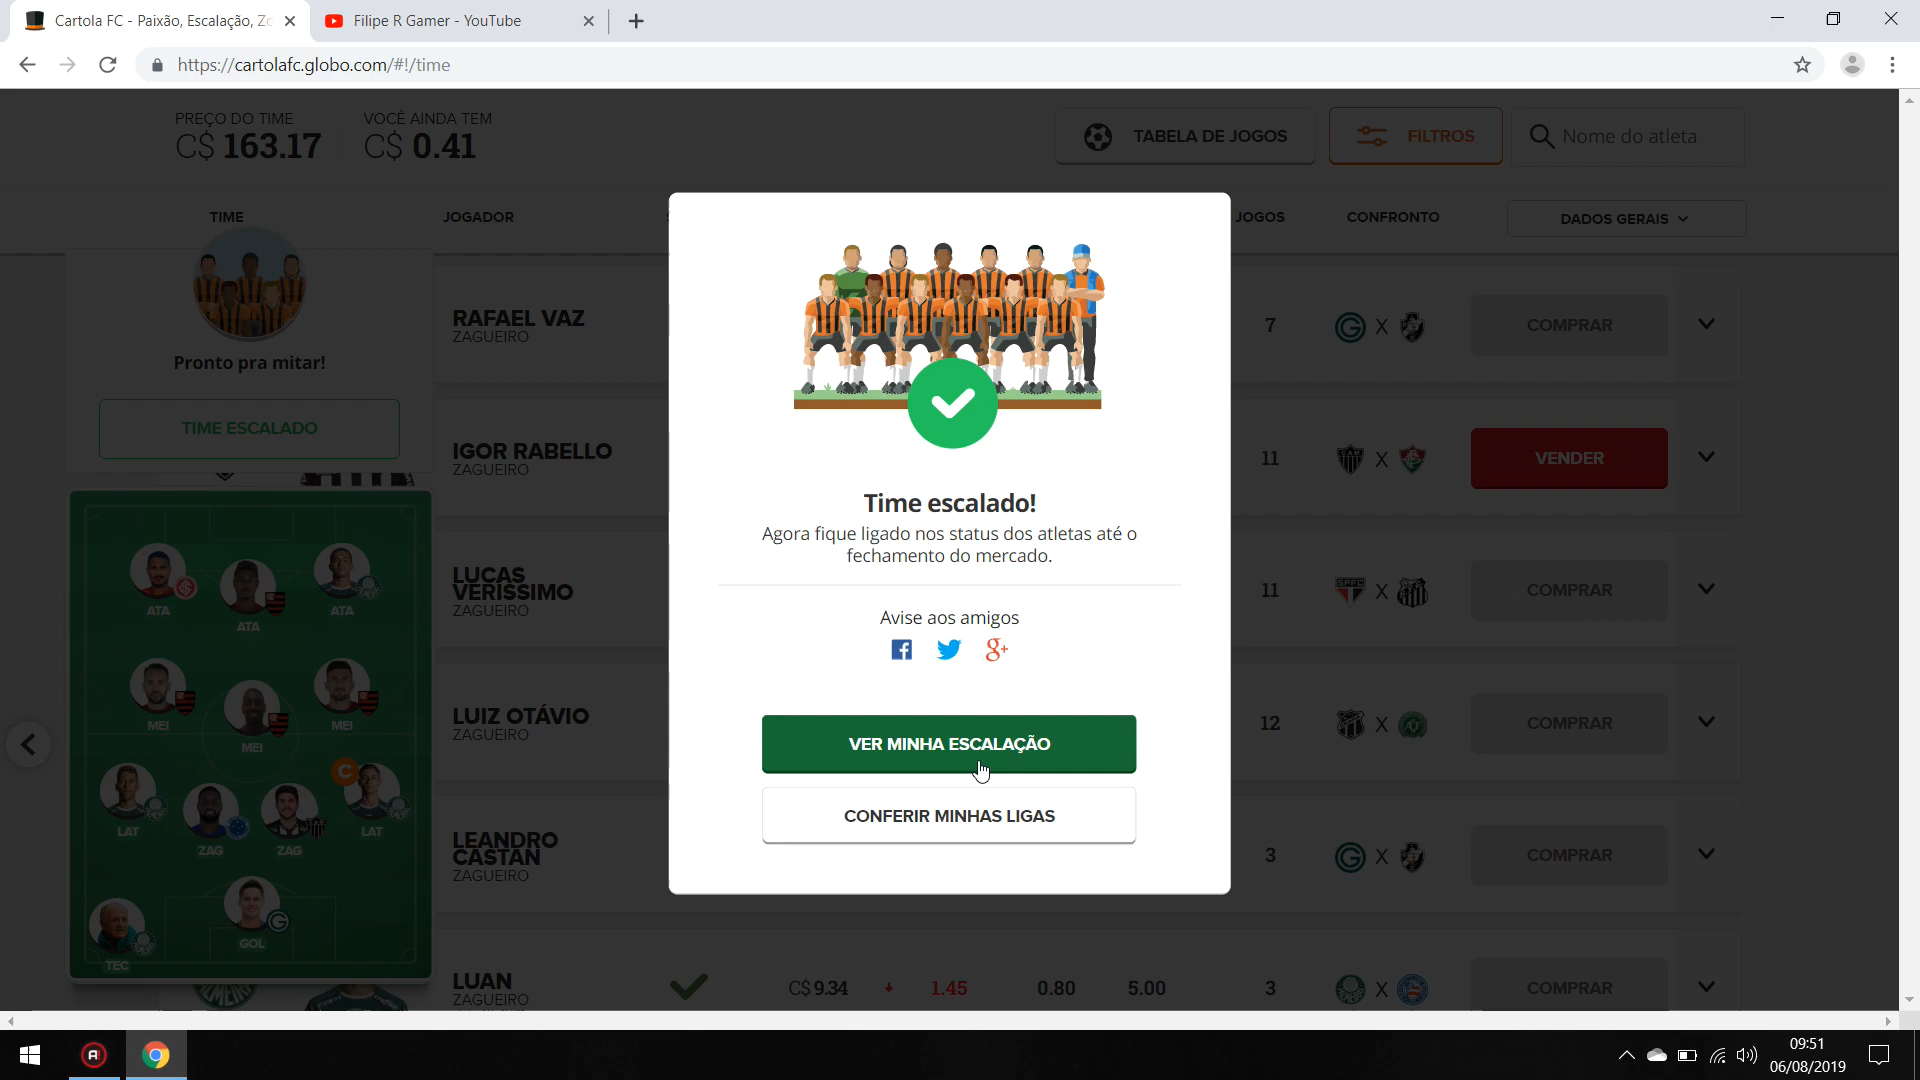 Cartola FC - Paixão, Escalação, Zo
Filipe R Gamer - YouTube
https://cartolafc.globo.com/#!/time
PREÇO DO TIME
C$ 163.17
VOCÊ AINDA TEM
C$ 0.41
TABELA DE JOGOS
FILTROS
Nome do atleta
TIME
JOGADOR
JOGOS
CONFRONTO
DADOS GERAIS
Pronto pra mitar!
TIME ESCALADO
ATA
ATA
ATA
MEI
MEI
MEI
C
LAT
ZAG
ZAG
LAT
GOL
TEC
RAFAEL VAZ
ZAGUEIRO
7
X
COMPRAR
IGOR RABELLO
ZAGUEIRO
11
X
VENDER
LUCAS
VERÍSSIMO
ZAGUEIRO
11
SPFC
X
COMPRAR
LUIZ OTÁVIO
ZAGUEIRO
12
X
COMPRAR
LEANDRO
CASTAN
ZAGUEIRO
3
X
COMPRAR
LUAN
ZAGUEIRO
C$ 9.34
1.45
0.80
5.00
3
X
COMPRAR
Time escalado!
Agora fique ligado nos status dos atletas até o
fechamento do mercado.
Avise aos amigos
VER MINHA ESCALAÇÃO
CONFERIR MINHAS LIGAS
09:51
06/08/2019